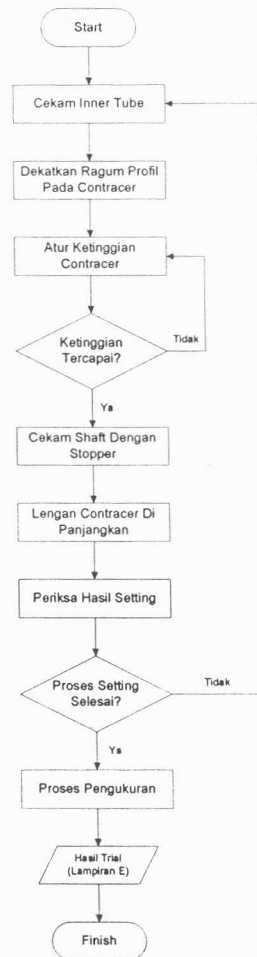 Start
Cekam Inner Tube
Dekatkan Ragum Profil
Pada Contracer
Atur Ketinggian
Contracer
Ketinggian
Tercapai?
Tidak
Ya
Cekam Shaft Dengan
Stopper
Lengan Contracer Di
Panjangkan
Periksa Hasil Setting
Proses Setting
Selesai?
Tidak
Ya
Proses Pengukuran
Hasil Trial
(Lampiran E)
Finish